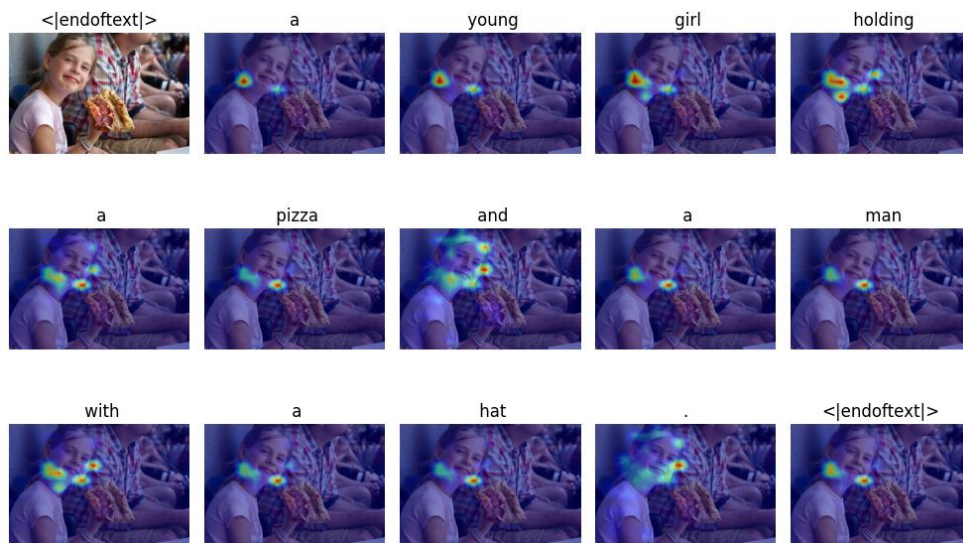 <|endoftext|> a young girl holding
a pizza and a man
with a hat . <|endoftext|>